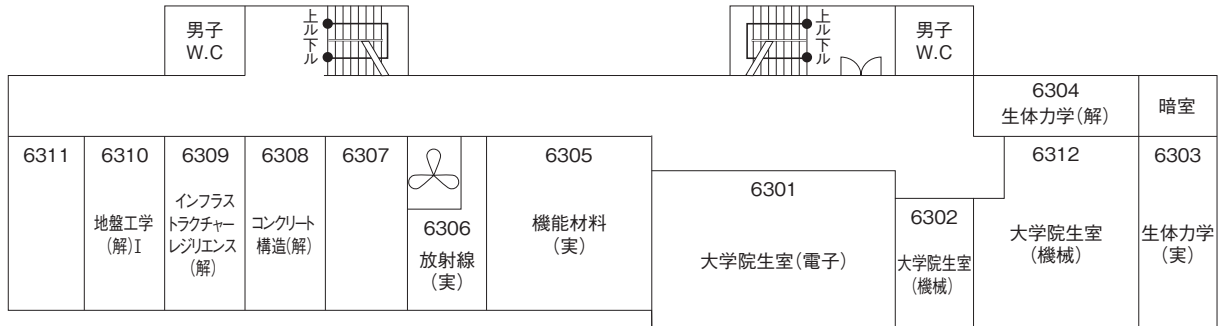 男子
W.C
上ル
下ル
上ル
下ル
男子
W.C
6304
生体力学(解)
暗室
6311
6310
地盤工学
(解)I
6309
インフラス
トラクチャー
レジリエンス
(解)
6308
コンクリート
構造(解)
6307
6306
放射線
(実)
6305
機能材料
(実)
6301
大学院生室(電子)
6302
大学院生室
(機械)
6312
大学院生室
(機械)
6303
生体力学
(実)